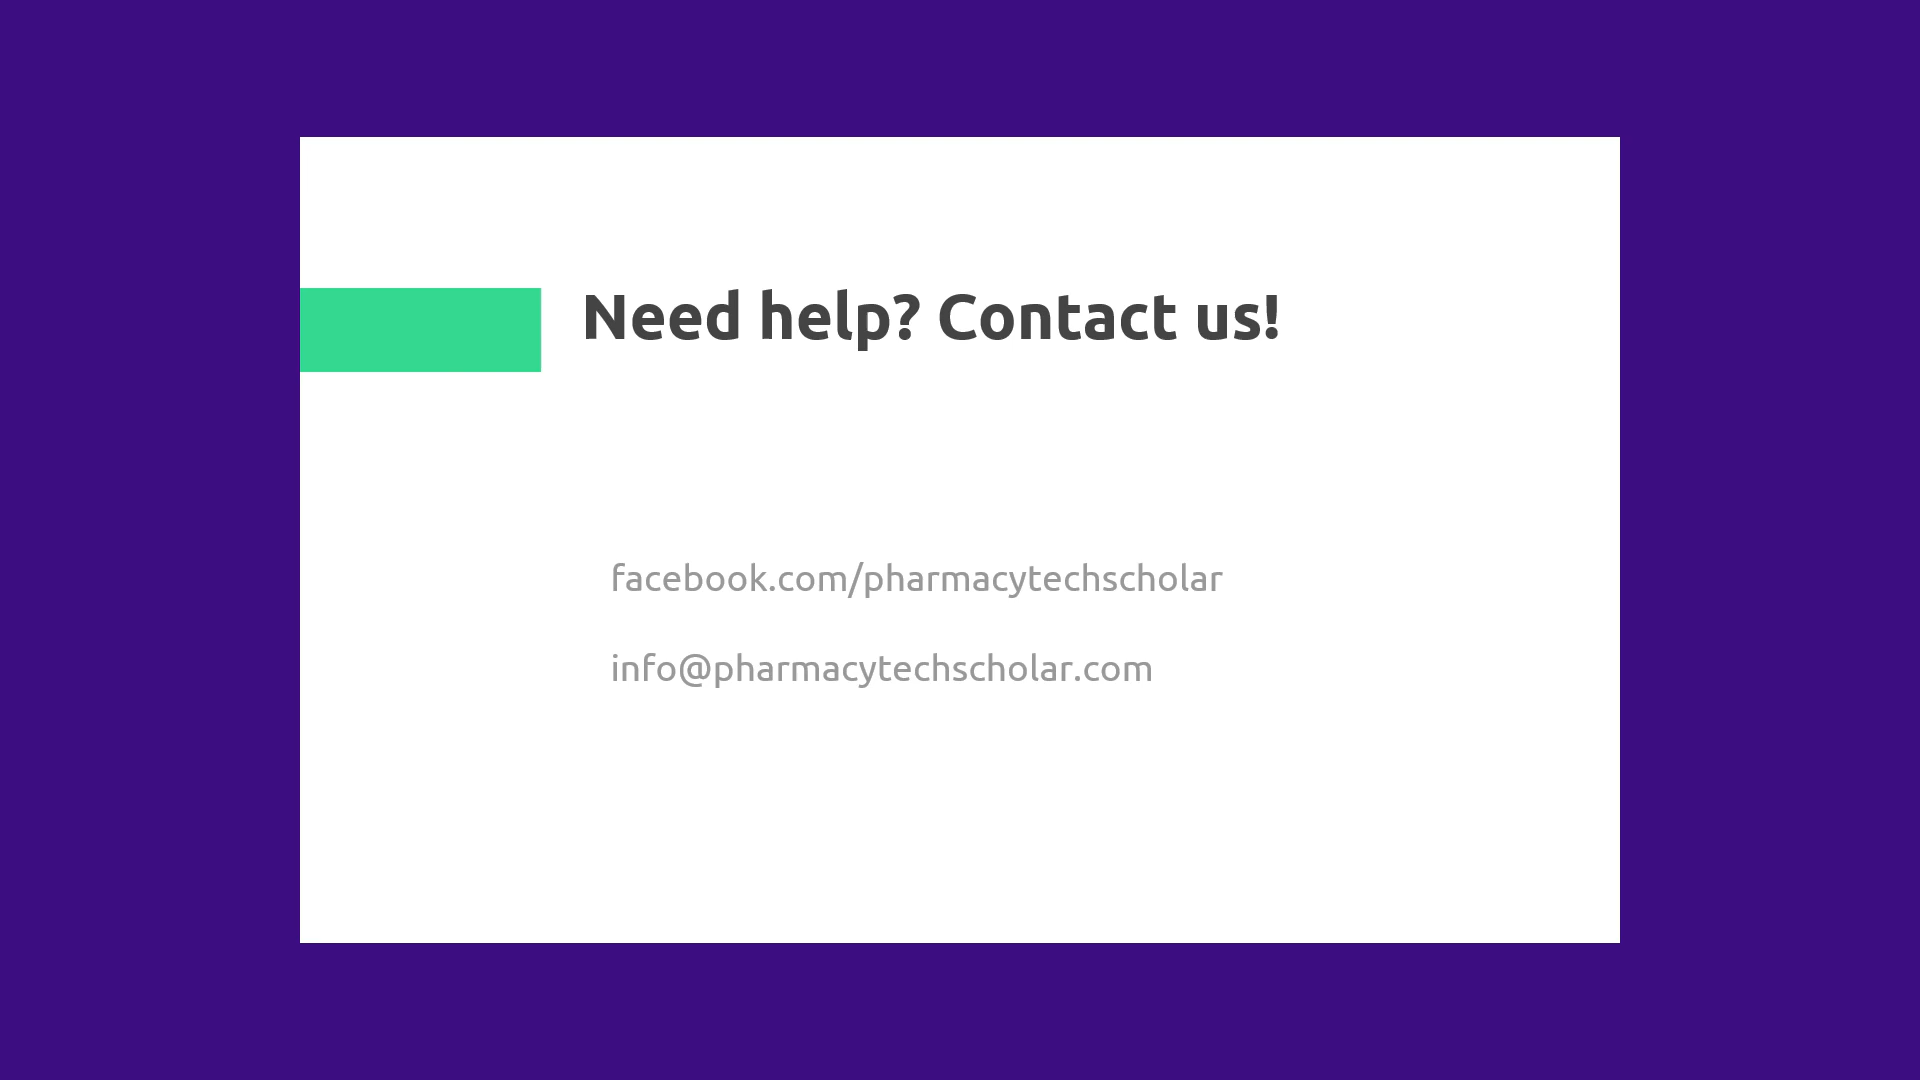 Need help? Contact us!
facebook.com/pharmacytechscholar
info@pharmacytechscholar.com